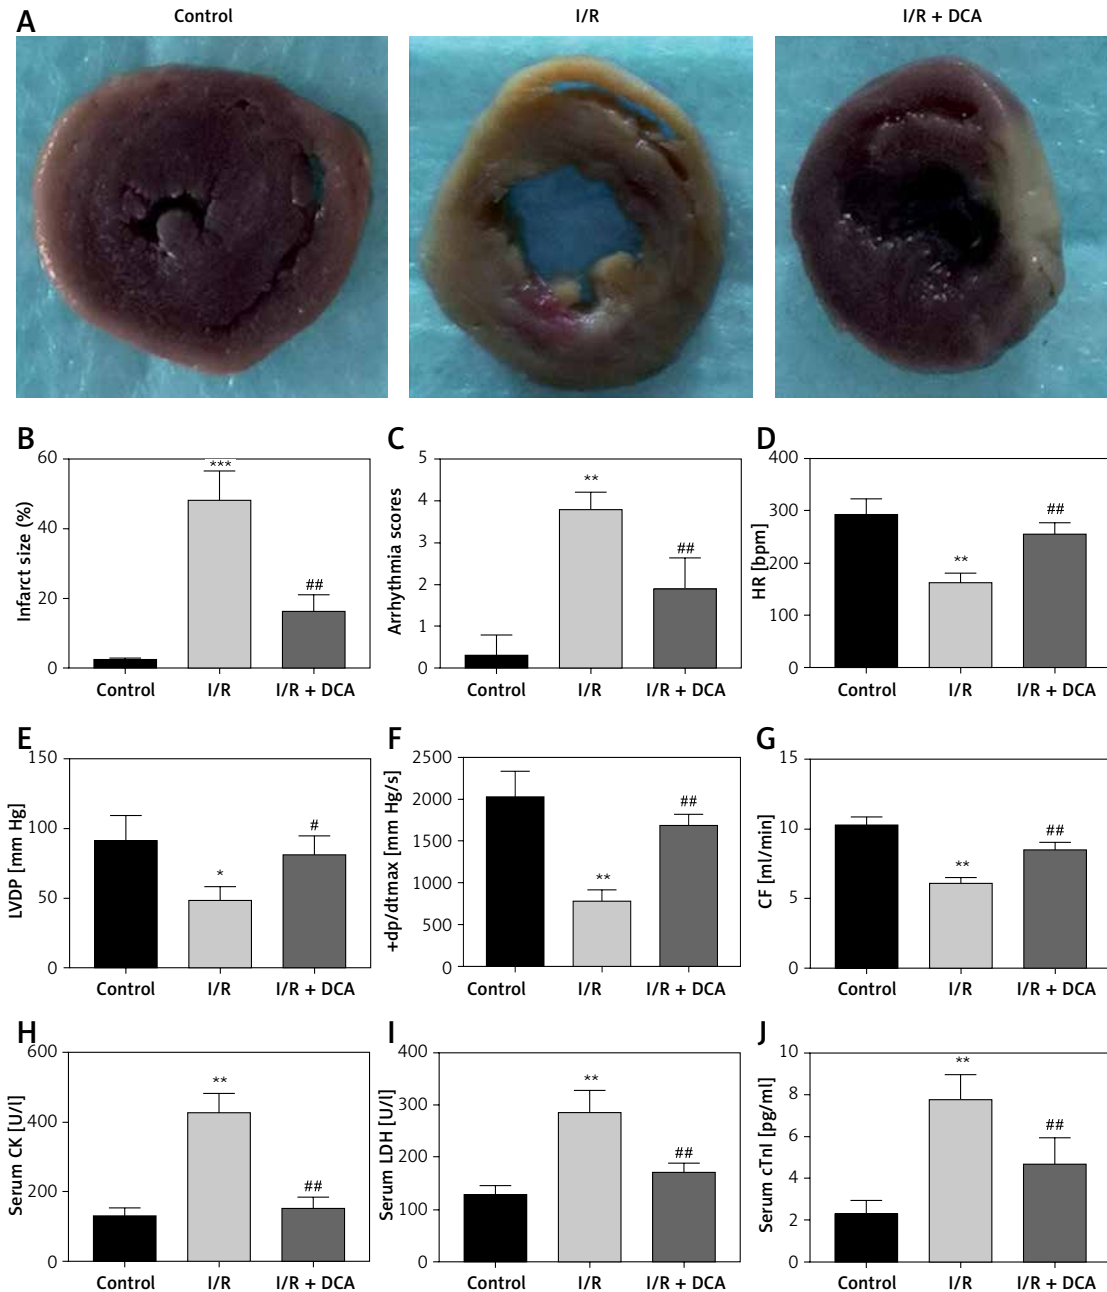 A
Control
I/R
I/R + DCA
B
Infarct size (%)
60
40
20
0
***
##
Control
I/R
I/R + DCA
C
Arrhythmia scores
5
4
3
2
1
0
**
##
Control
I/R
I/R + DCA
D
HR [bpm]
400
300
200
100
0
**
##
Control
I/R
I/R + DCA
E
LVDP [mm Hg]
150
100
50
0
*
#
Control
I/R
I/R + DCA
F
+dp/dtmax [mm Hg/s]
2500
2000
1500
1000
500
0
**
##
Control
I/R
I/R + DCA
G
CF [ml/min]
15
10
5
0
**
##
Control
I/R
I/R + DCA
H
Serum CK [U/l]
600
400
200
0
**
##
Control
I/R
I/R + DCA
I
Serum LDH [U/l]
400
300
200
100
0
**
##
Control
I/R
I/R + DCA
J
Serum cTnI [pg/ml]
10
8
6
4
2
0
**
##
Control
I/R
I/R + DCA